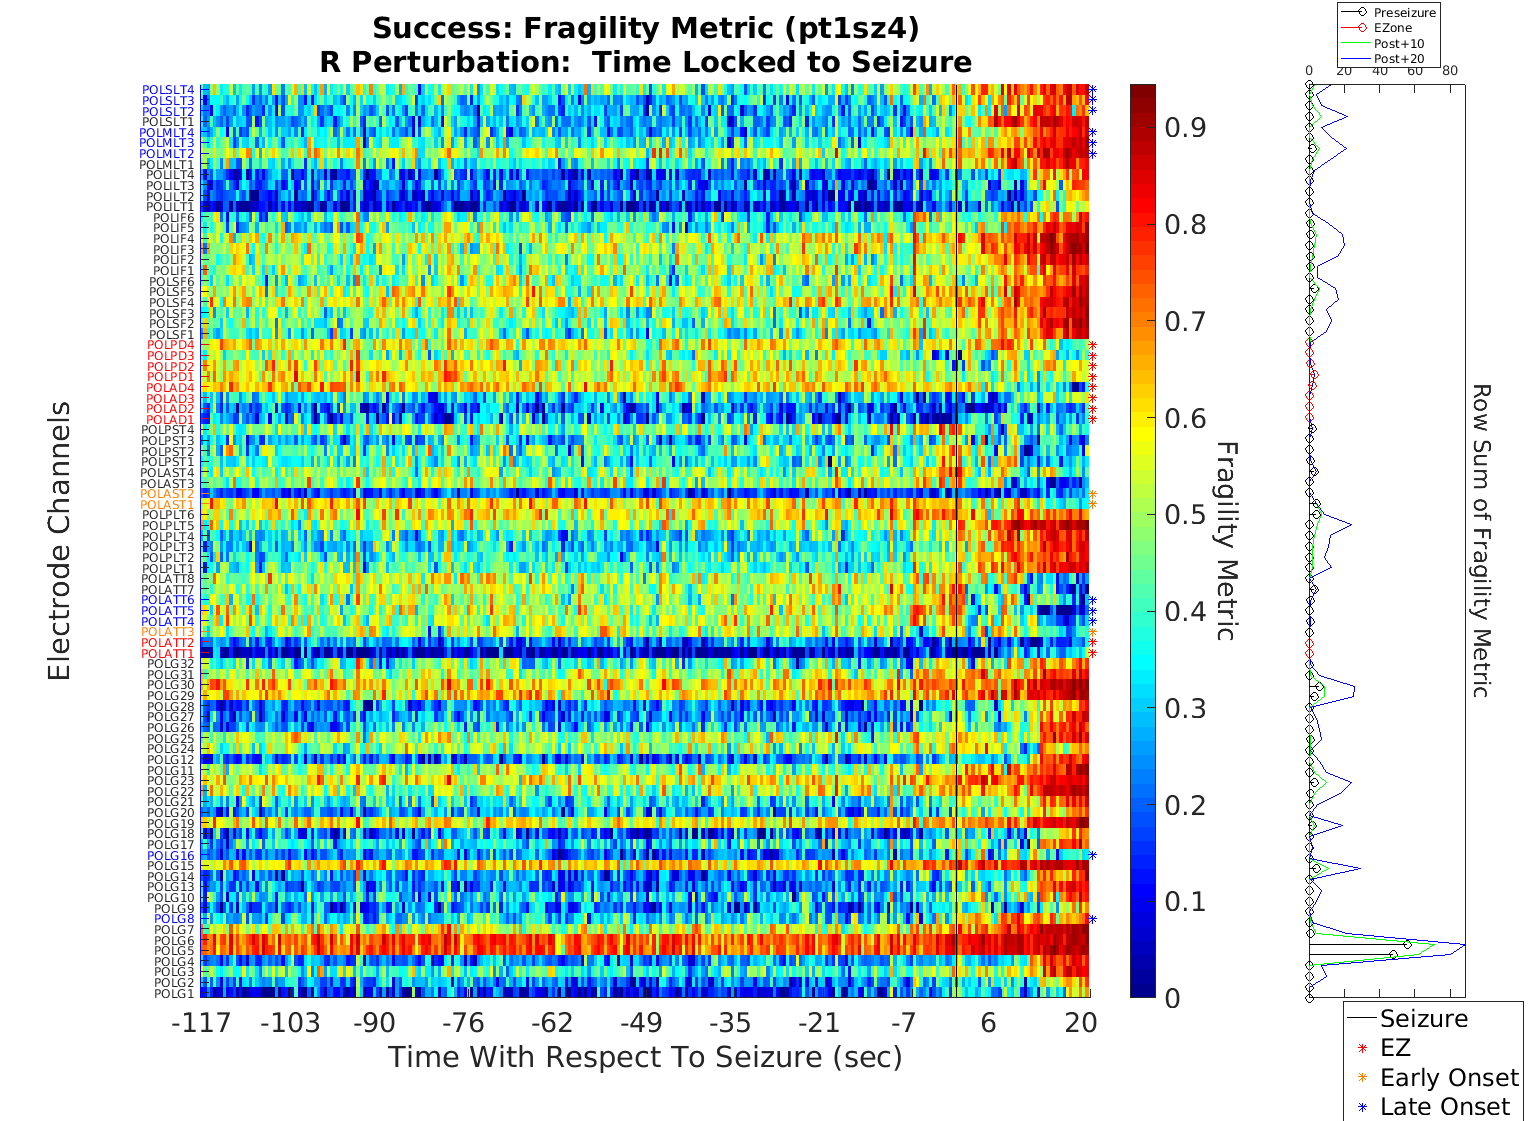 Success: Fragility Metric (pt1sz4)
R Perturbation:  Time Locked to Seizure
Preseizure
EZone
Post+10
Post+20
0 20 40 60 80
Electrode Channels
POLSLT4
POLSLT3
POLSLT2
POLSLT1
POLMLT4
POLMLT3
POLMLT2
POLMLT1
POLILT4
POLILT3
POLILT2
POLILT1
POLIF6
POLIF5
POLIF4
POLIF3
POLIF2
POLIF1
POLSF6
POLSF5
POLSF4
POLSF3
POLSF2
POLSF1
POLPD4
POLPD3
POLPD2
POLPD1
POLAD4
POLAD3
POLAD2
POLAD1
POLPST4
POLPST3
POLPST2
POLPST1
POLAST4
POLAST3
POLAST2
POLAST1
POLPLT6
POLPLT5
POLPLT4
POLPLT3
POLPLT2
POLPLT1
POLATT8
POLATT7
POLATT6
POLATT5
POLATT4
POLATT3
POLATT2
POLATT1
POLG32
POLG31
POLG30
POLG29
POLG28
POLG27
POLG26
POLG25
POLG24
POLG12
POLG11
POLG23
POLG22
POLG21
POLG20
POLG19
POLG18
POLG17
POLG16
POLG15
POLG14
POLG13
POLG10
POLG9
POLG8
POLG7
POLG6
POLG5
POLG4
POLG3
POLG2
POLG1
-117 -103 -90 -76 -62 -49 -35 -21 -7 6 20
Time With Respect To Seizure (sec)
0.9
0.8
0.7
0.6
0.5
0.4
0.3
0.2
0.1
0
Fragility Metric
Row Sum of Fragility Metric
Seizure
EZ
Early Onset
Late Onset